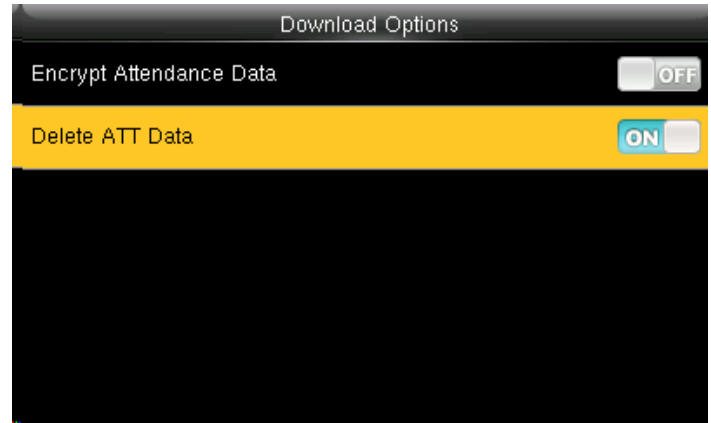 Download Options
Encrypt Attendance Data OFF
Delete ATT Data ON